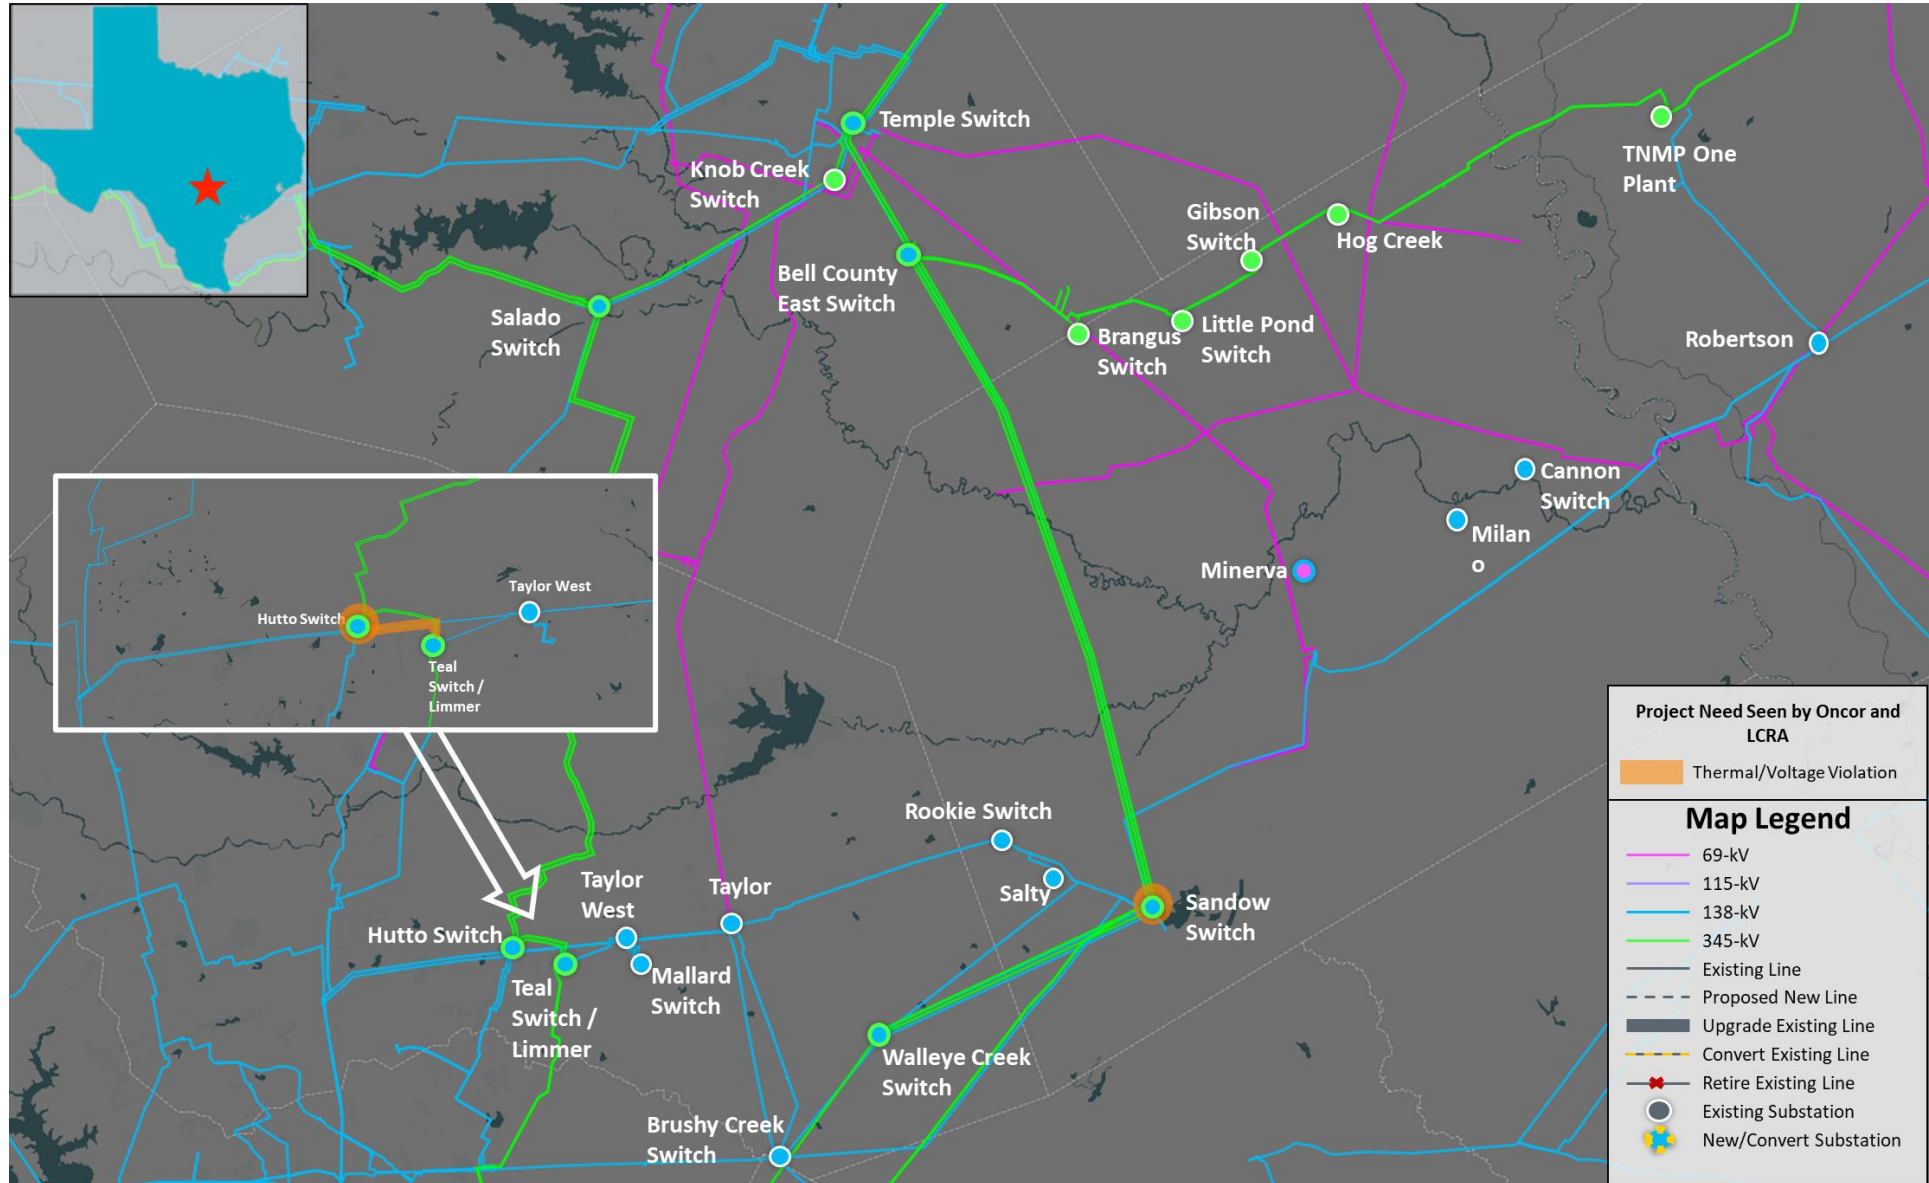 Temple Switch
Knob Creek
Switch
TNMP One
Plant
Gibson
Switch
Hog Creek
Bell County
East Switch
Salado
Switch
Brangus
Switch
Little Pond
Switch
Robertson
Cannon
Switch
Milan
o
Minerva
Taylor West
Hutto Switch
Teal
Switch /
Limmer
Rookie Switch
Salty
Sandow
Switch
Taylor
West
Taylor
Hutto Switch
Mallard
Switch
Teal
Switch /
Limmer
Walleye Creek
Switch
Brushy Creek
Switch
Project Need Seen by Oncor and
LCRA
Thermal/Voltage Violation
Map Legend
69-kV
115-kV
138-kV
345-kV
Existing Line
Proposed New Line
Upgrade Existing Line
Convert Existing Line
Retire Existing Line
Existing Substation
New/Convert Substation